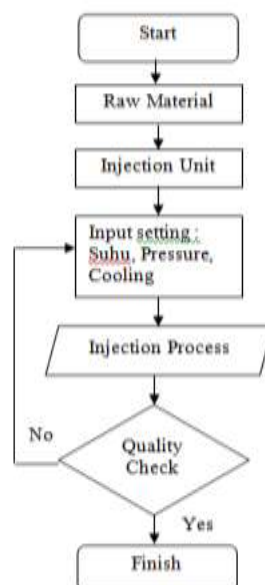 Start
Raw Material
Injection Unit
Input setting :
Suhu, Pressure,
Cooling
Injection Process
No
Quality
Check
Yes
Finish